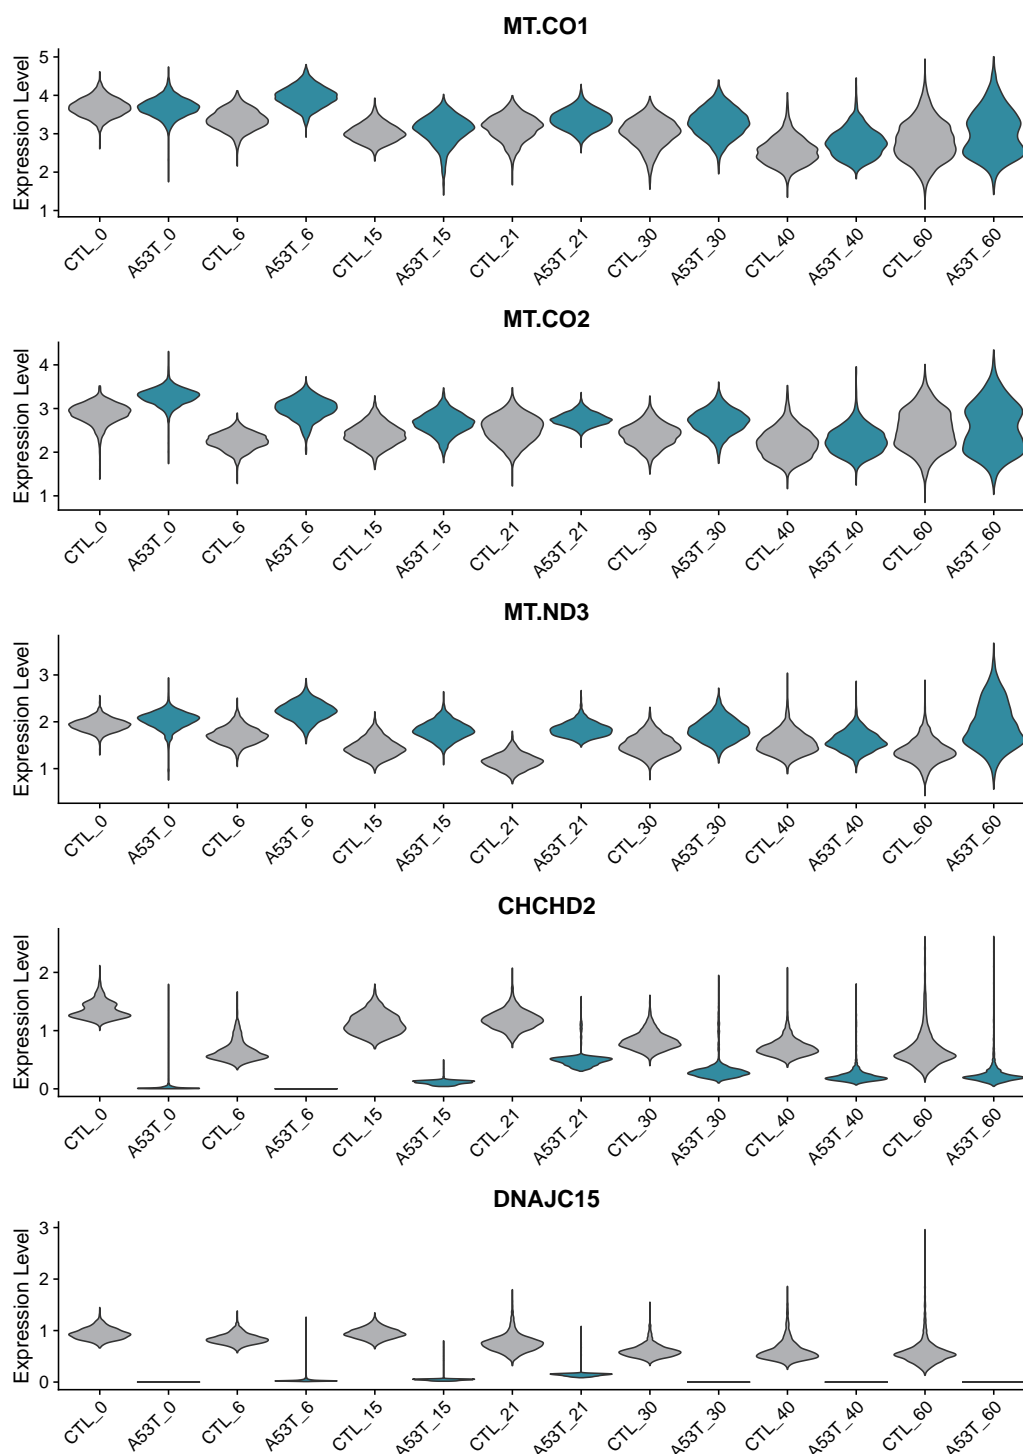 MT.CO1
Expression Level
5
4
3
2
1
CTL_0 A53T_0 CTL_6 A53T_6 CTL_15 A53T_15 CTL_21 A53T_21 CTL_30 A53T_30 CTL_40 A53T_40 CTL_60 A53T_60
MT.CO2
Expression Level
4
3
2
1
CTL_0 A53T_0 CTL_6 A53T_6 CTL_15 A53T_15 CTL_21 A53T_21 CTL_30 A53T_30 CTL_40 A53T_40 CTL_60 A53T_60
MT.ND3
Expression Level
3
2
1
CTL_0 A53T_0 CTL_6 A53T_6 CTL_15 A53T_15 CTL_21 A53T_21 CTL_30 A53T_30 CTL_40 A53T_40 CTL_60 A53T_60
CHCHD2
Expression Level
2
1
0
CTL_0 A53T_0 CTL_6 A53T_6 CTL_15 A53T_15 CTL_21 A53T_21 CTL_30 A53T_30 CTL_40 A53T_40 CTL_60 A53T_60
DNAJC15
Expression Level
3
2
1
0
CTL_0 A53T_0 CTL_6 A53T_6 CTL_15 A53T_15 CTL_21 A53T_21 CTL_30 A53T_30 CTL_40 A53T_40 CTL_60 A53T_60